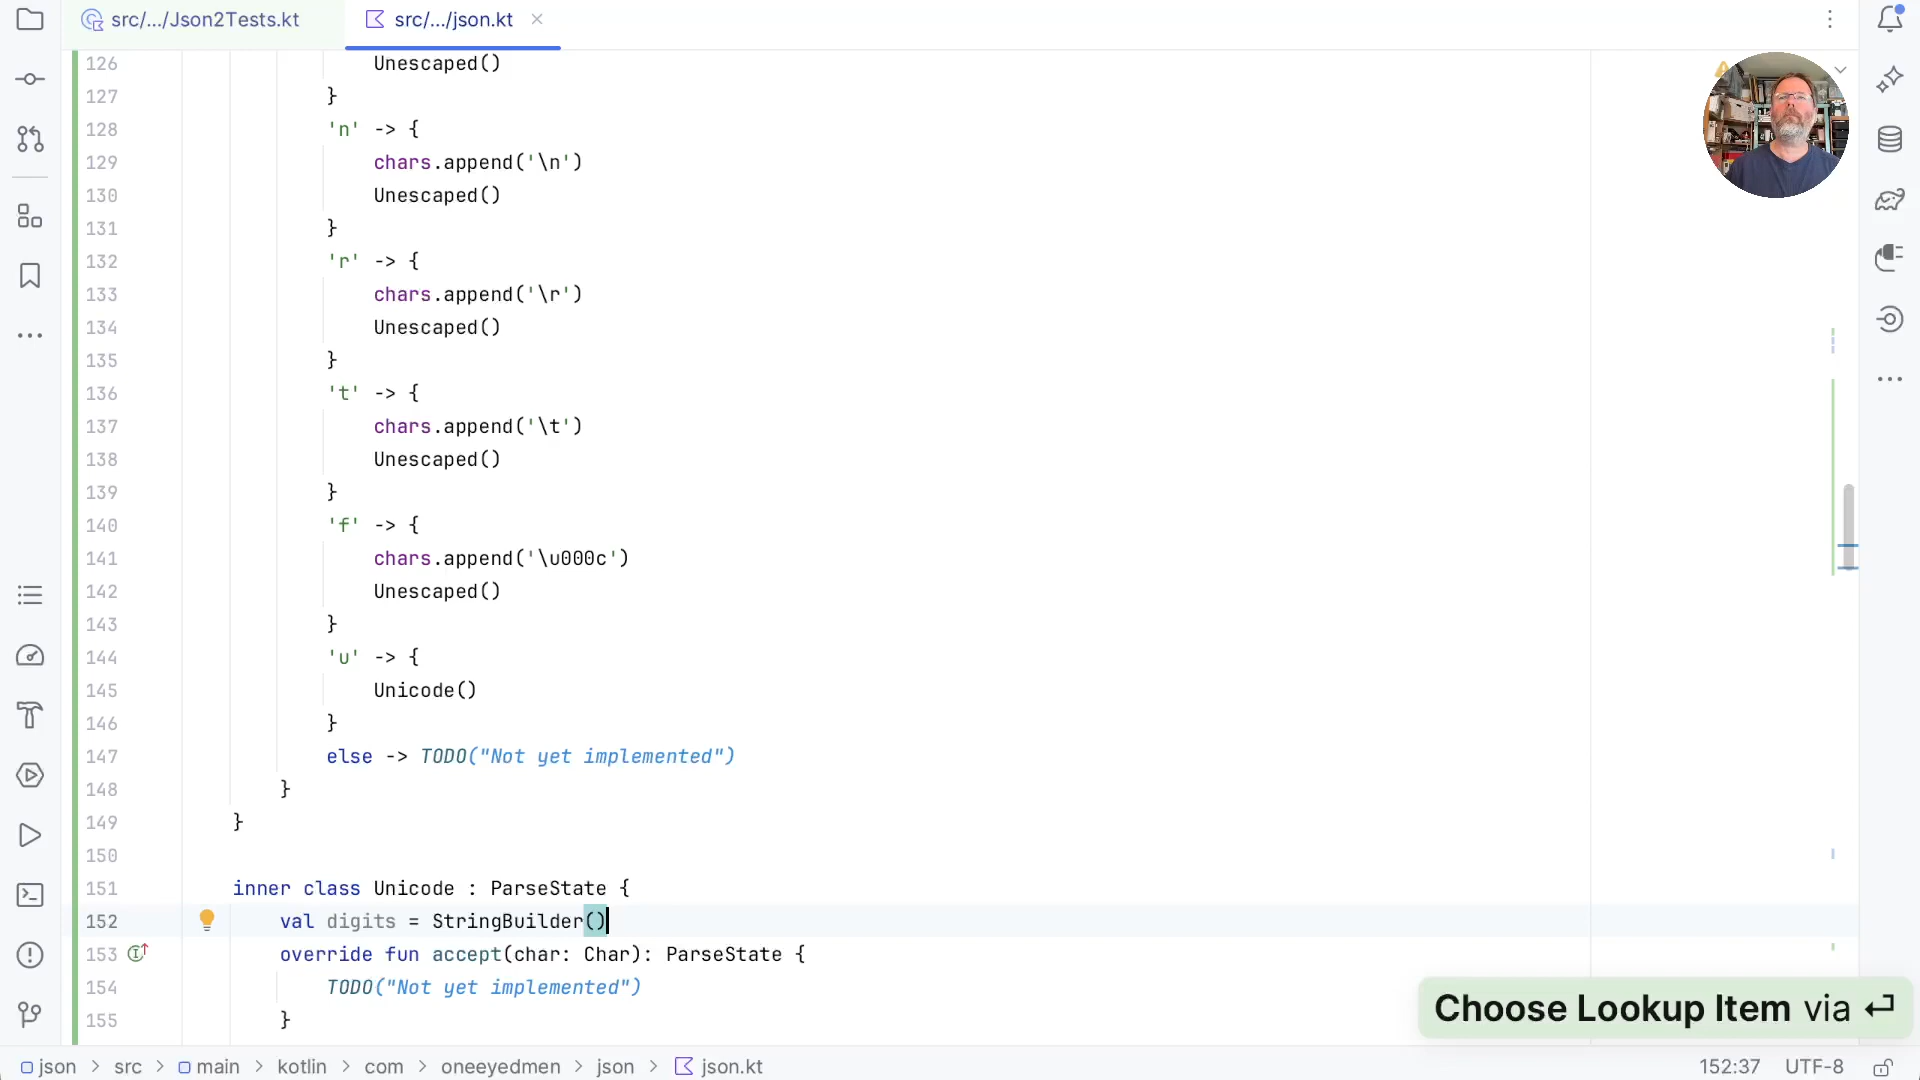 src/.../Json2Tests.kt
src/.../json.kt
126 Unescaped()
127 }
128 'n' -> {
129 chars.append('\n')
130 Unescaped()
131 }
132 'r' -> {
133 chars.append('\r')
134 Unescaped()
135 }
136 't' -> {
137 chars.append('\t')
138 Unescaped()
139 }
140 'f' -> {
141 chars.append('\u000c')
142 Unescaped()
143 }
144 'u' -> {
145 Unicode()
146 }
147 else -> TODO("Not yet implemented")
148 }
149 }
150
151 inner class Unicode : ParseState {
152 val digits = StringBuilder()
153 override fun accept(char: Char): ParseState {
154 TODO("Not yet implemented")
155 }
Choose Lookup Item via ⏎
json > src > main > kotlin > com > oneeyedmen > json > json.kt
152:37 UTF-8